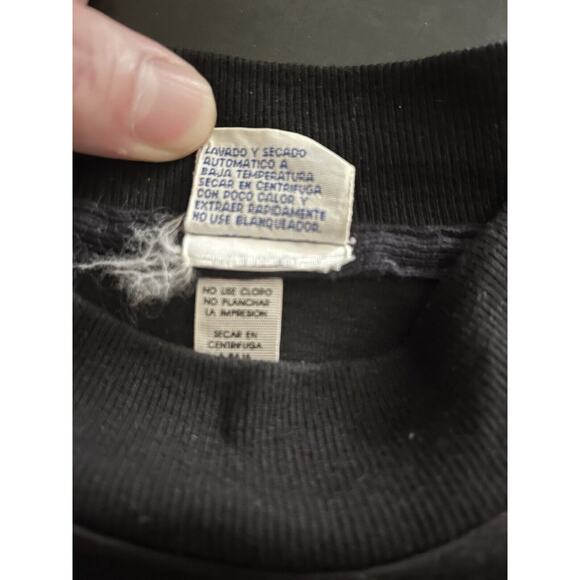 LAVADO Y SECADO
AUTOMATICO A
BAJA TEMPERATURA
SECAR EN CENTRIFUGA
CON POCO CALOR Y
EXTRAER RAPIDAMENTE
NO USE BLANQUEADOR.
NO USE CLORO
NO PLANCHAR
LA IMPRESION
SECAR EN
CENTRIFUGA
A BAJA